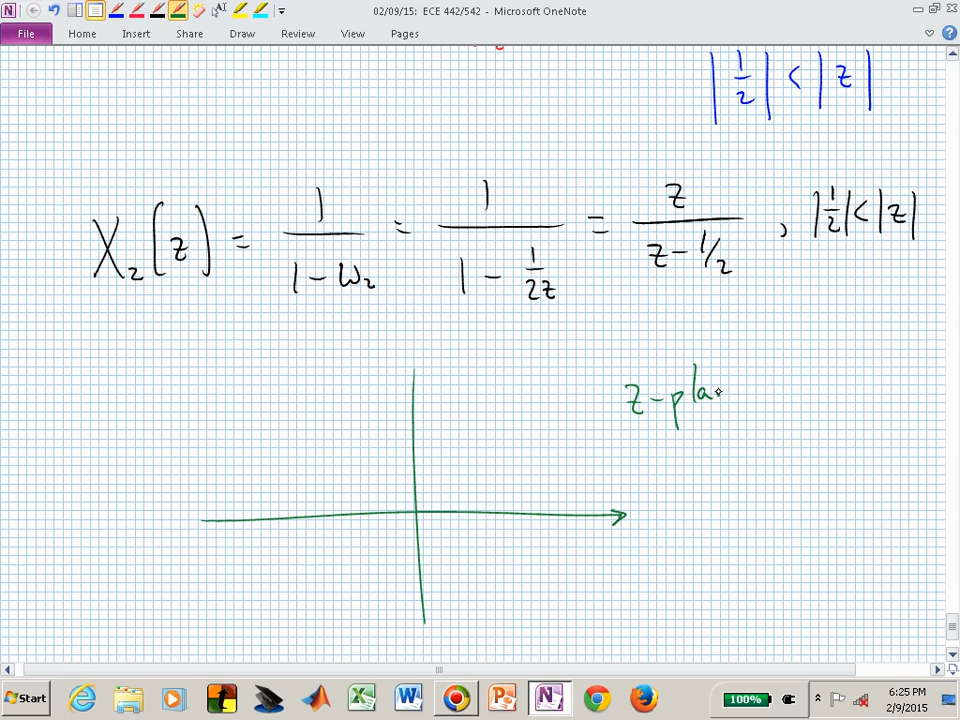 02/09/15: ECE 442/542 - Microsoft OneNote
File Home Insert Share Draw Review View Pages
|1/2| < |z|
X₂[z] = 1/(1 - ω₂) = 1/(1 - 1/(2z)) = z/(z - 1/2) , |1/2| < |z|
z-pla
Start 100% 6:25 PM
2/9/2015